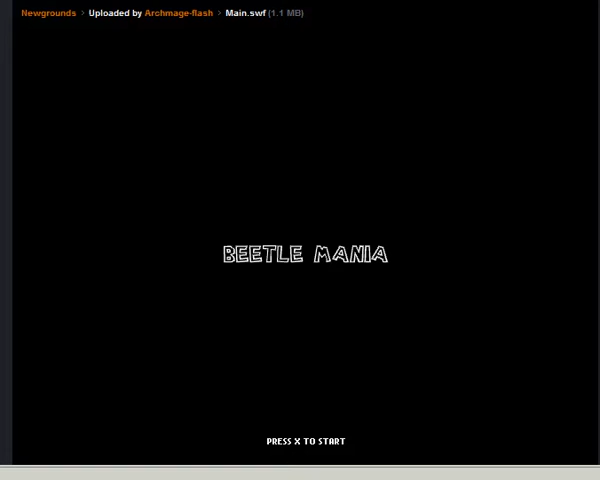 Newgrounds > Uploaded by Archmage-flash > Main.swf (1.1 MB)
BEETLE MANIA
PRESS X TO START